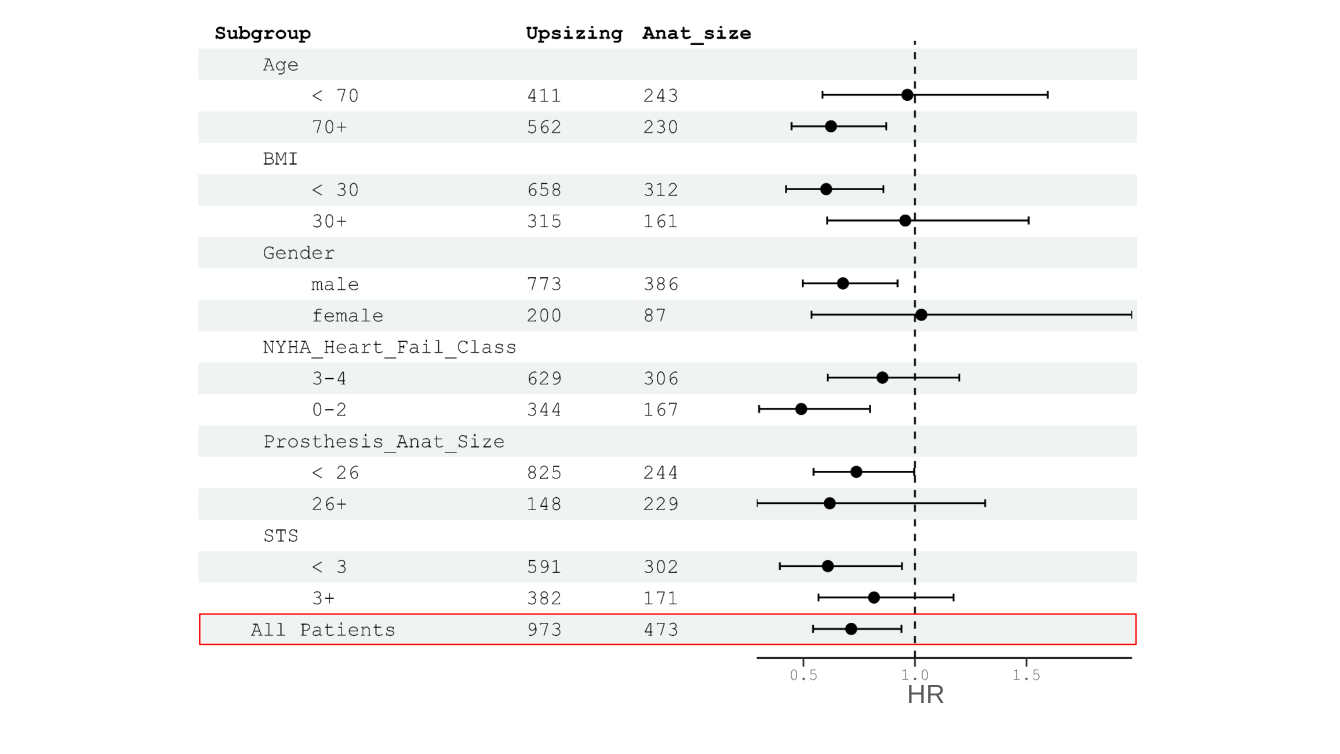 Subgroup Upsizing Anat_size
Age
< 70 411 243
70+ 562 230
BMI
< 30 658 312
30+ 315 161
Gender
male 773 386
female 200 87
NYHA_Heart_Fail_Class
3-4 629 306
0-2 344 167
Prosthesis_Anat_Size
< 26 825 244
26+ 148 229
STS
< 3 591 302
3+ 382 171
All Patients 973 473
0.5 1.0 1.5
HR